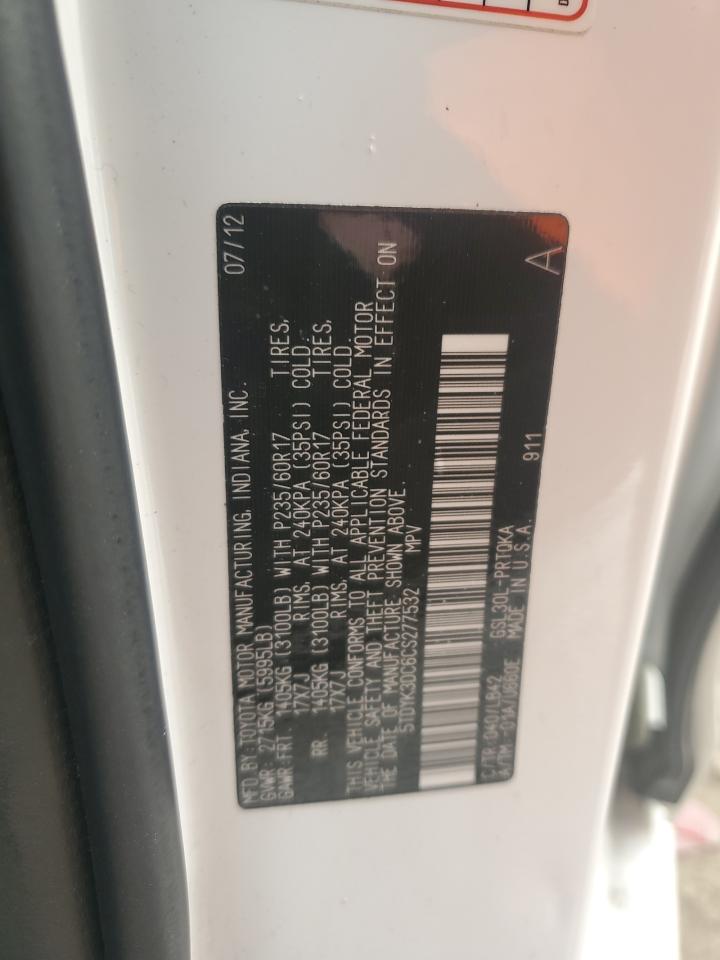 MFD BY: TOYOTA MOTOR MANUFACTURING, INDIANA, INC. 07/12
GVWR: 2715KG (5995LB)
GAWR:FRT. 1405KG (3100LB) WITH P235/60R17 TIRES,
17X7J RIMS, AT 240KPA (35PSI) COLD.
RR. 1405KG (3100LB) WITH P235/60R17 TIRES,
17X7J RIMS, AT 240KPA (35PSI) COLD.
THIS VEHICLE CONFORMS TO ALL APPLICABLE FEDERAL MOTOR
VEHICLE SAFETY AND THEFT PREVENTION STANDARDS IN EFFECT ON
THE DATE OF MANUFACTURE SHOWN ABOVE.
5TDYK3DC6CS277532 MPV
C/TR:040/LB42 GSL30L-PRTQKA 911 A
A/TM:-01A/U660E MADE IN U.S.A.